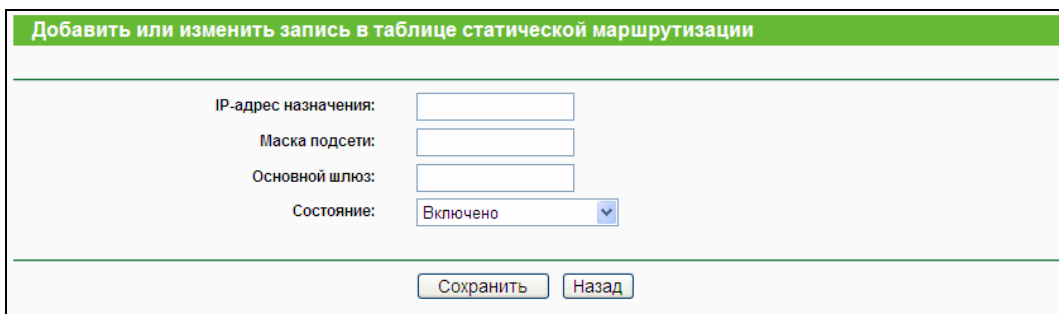 Добавить или изменить запись в таблице статической маршрутизации
IP-адрес назначения:
Маска подсети:
Основной шлюз:
Состояние: Включено
Сохранить Назад